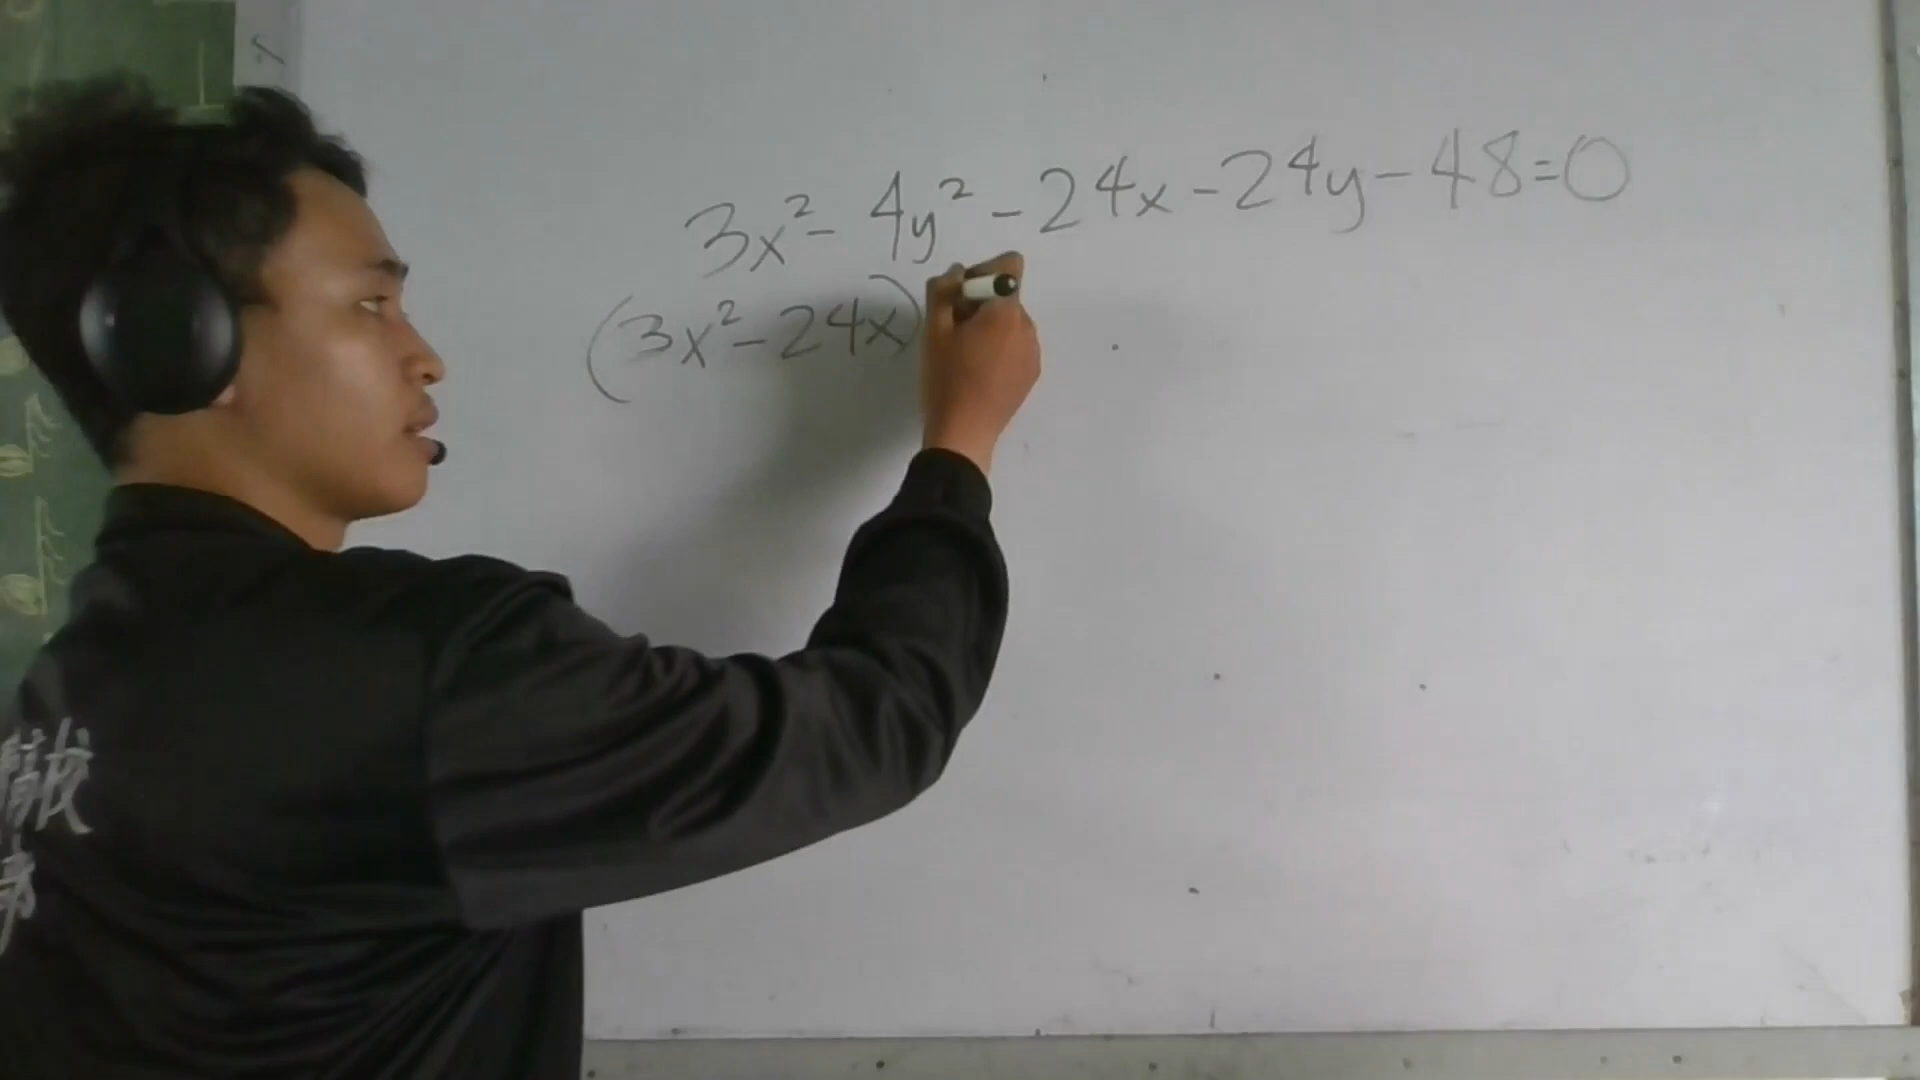 3x² - 4y² - 24x - 24y - 48 = 0
(3x² - 24x)